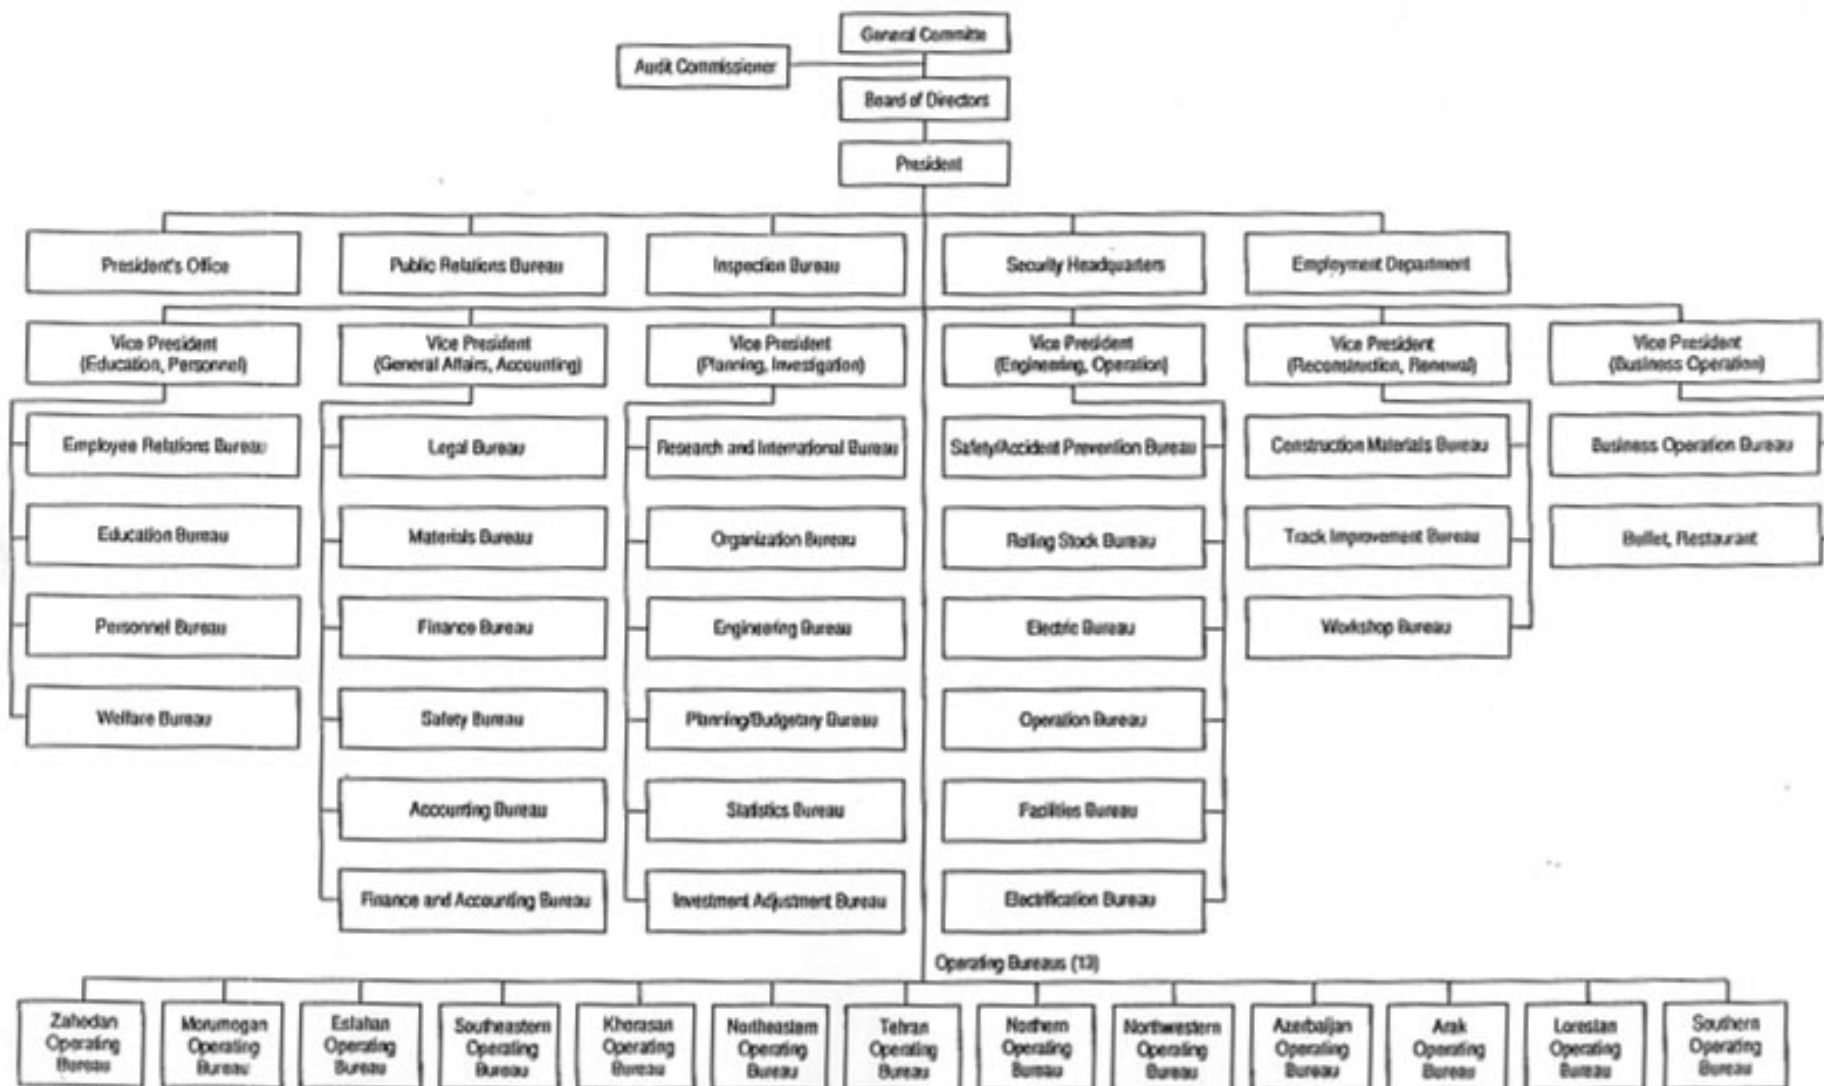 General Committe
Audit Commissioner
Board of Directors
President
President's Office
Public Relations Bureau
Inspection Bureau
Security Headquarters
Employment Department
Vice President
(Education, Personnel)
Vice President
(General Affairs, Accounting)
Vice President
(Planning, Investigation)
Vice President
(Engineering, Operation)
Vice President
(Reconstruction, Renewal)
Vice President
(Business Operation)
Employee Relations Bureau
Legal Bureau
Research and International Bureau
Safety/Accident Prevention Bureau
Construction Materials Bureau
Business Operation Bureau
Education Bureau
Materials Bureau
Organization Bureau
Rolling Stock Bureau
Track Improvement Bureau
Buffet, Restaurant
Personnel Bureau
Finance Bureau
Engineering Bureau
Electric Bureau
Workshop Bureau
Welfare Bureau
Safety Bureau
Planning/Budgetary Bureau
Operation Bureau
Accounting Bureau
Statistics Bureau
Facilities Bureau
Finance and Accounting Bureau
Investment Adjustment Bureau
Electrification Bureau
Operating Bureaus (13)
Zahedan
Operating
Bureau
Morumogan
Operating
Bureau
Esfahan
Operating
Bureau
Southeastern
Operating
Bureau
Khorasan
Operating
Bureau
Northeastern
Operating
Bureau
Tehran
Operating
Bureau
Northern
Operating
Bureau
Northwestern
Operating
Bureau
Azerbaijan
Operating
Bureau
Arak
Operating
Bureau
Lorestan
Operating
Bureau
Southern
Operating
Bureau